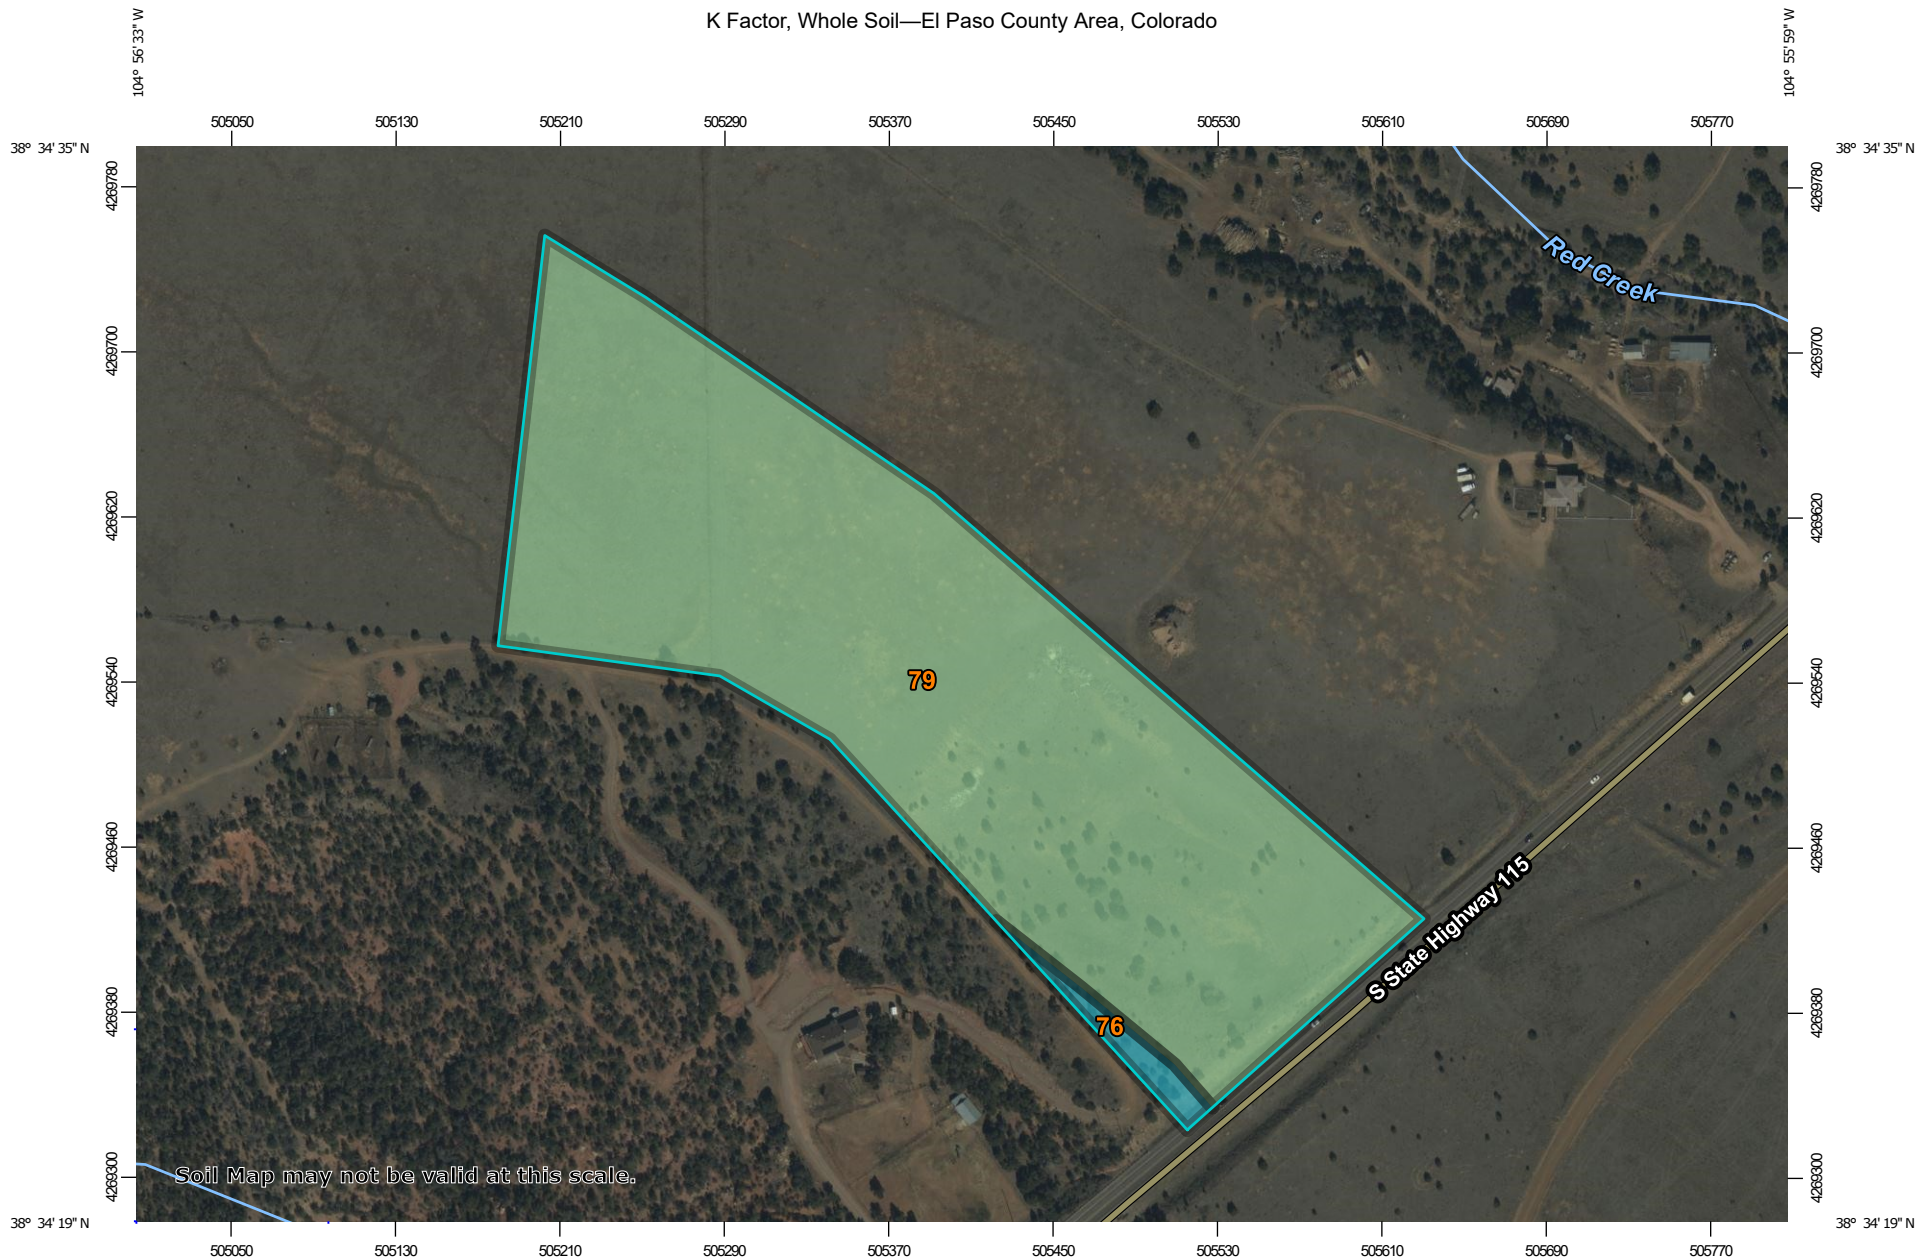 K Factor, Whole Soil—El Paso County Area, Colorado
104° 56' 33" W
104° 55' 59" W
505050 505130 505210 505290 505370 505450 505530 505610 505690 505770
38° 34' 35" N
38° 34' 35" N
4269780
4269780
Red Creek
4269700
4269700
4269620
4269620
4269540
79
4269540
4269460
4269460
S State Highway 115
4269380
76
4269380
Soil Map may not be valid at this scale.
4269300
4269300
38° 34' 19" N
38° 34' 19" N
505050 505130 505210 505290 505370 505450 505530 505610 505690 505770